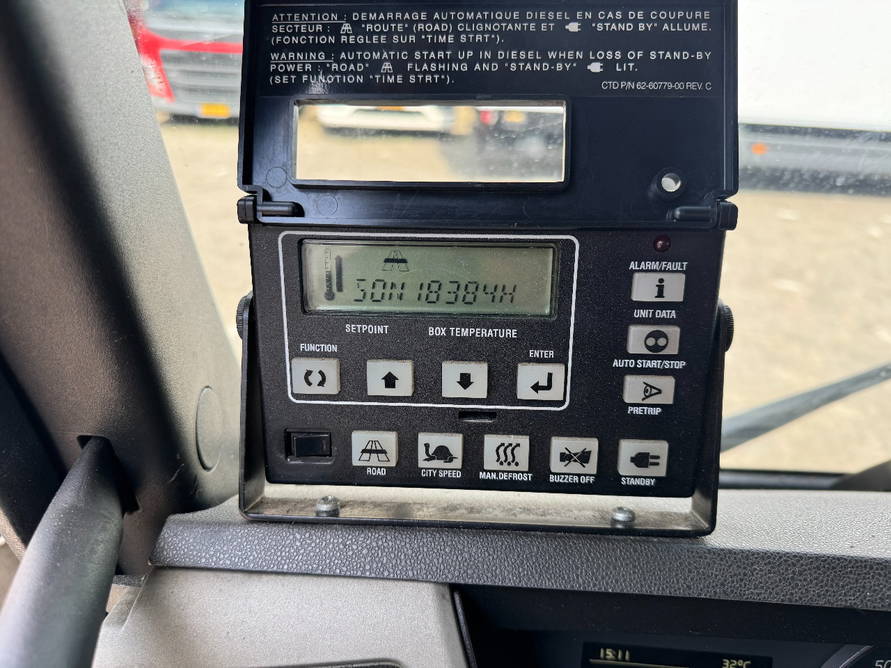 ATTENTION : DEMARRAGE AUTOMATIQUE DIESEL EN CAS DE COUPURE
SECTEUR : "ROUTE" (ROAD) CLIGNOTANTE ET "STAND BY" ALLUME.
(FONCTION REGLEE SUR "TIME STRT").
WARNING : AUTOMATIC START UP IN DIESEL WHEN LOSS OF STAND-BY
POWER : "ROAD" FLASHING AND "STAND-BY" LIT.
(SET FUNCTION "TIME STRT").
CTD P/N 62-60779-00 REV. C
SON 18384H
SETPOINT BOX TEMPERATURE
FUNCTION ENTER
ALARM/FAULT
i
UNIT DATA
AUTO START/STOP
PRETRIP
ROAD CITY SPEED MAN.DEFROST BUZZER OFF STANDBY
15:11
32°C